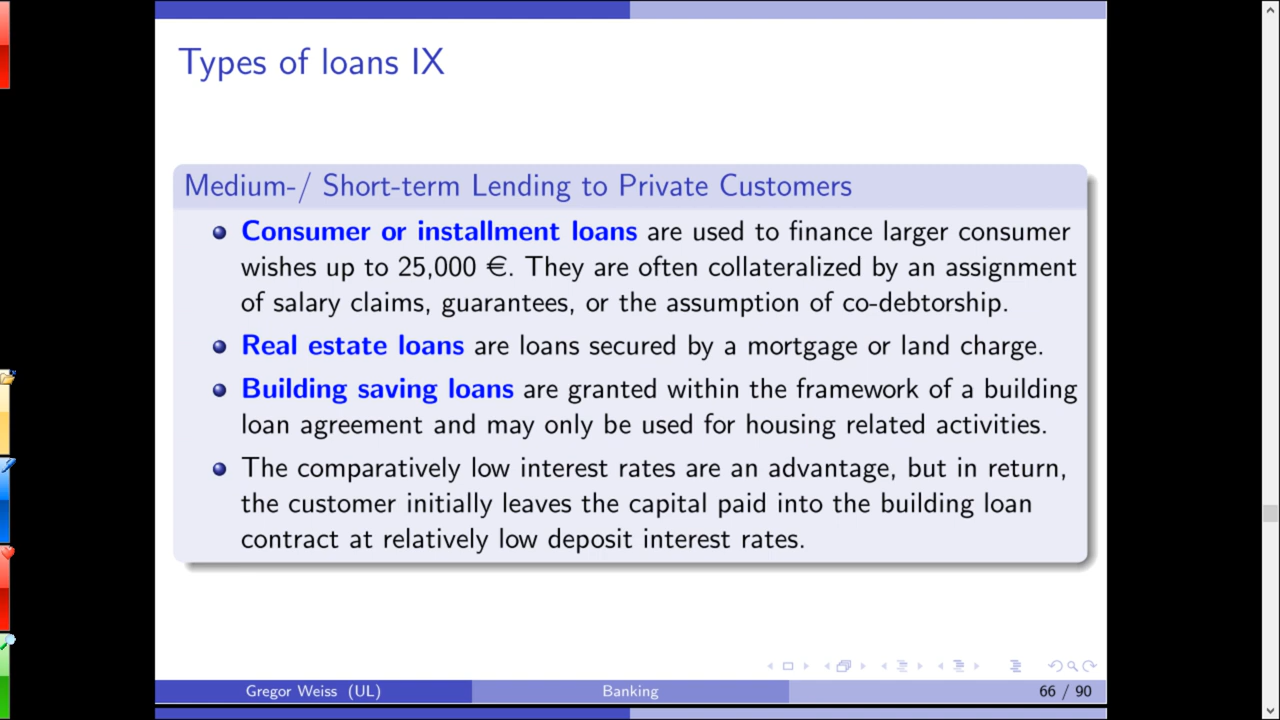 Types of loans IX
Medium-/ Short-term Lending to Private Customers
Consumer or installment loans are used to finance larger consumer
wishes up to 25,000 €. They are often collateralized by an assignment
of salary claims, guarantees, or the assumption of co-debtorship.
Real estate loans are loans secured by a mortgage or land charge.
Building saving loans are granted within the framework of a building
loan agreement and may only be used for housing related activities.
The comparatively low interest rates are an advantage, but in return,
the customer initially leaves the capital paid into the building loan
contract at relatively low deposit interest rates.
Gregor Weiss (UL)
Banking
66 / 90